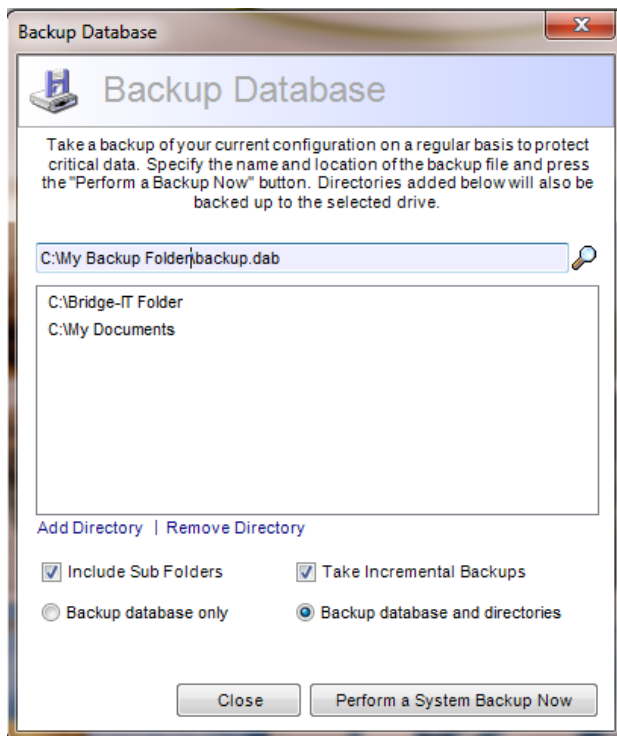 Backup Database
Backup Database
Take a backup of your current configuration on a regular basis to protect
critical data. Specify the name and location of the backup file and press
the "Perform a Backup Now" button. Directories added below will also be
backed up to the selected drive.
C:\My Backup Folder\backup.dab
C:\Bridge-IT Folder
C:\My Documents
Add Directory | Remove Directory
Include Sub Folders Take Incremental Backups
Backup database only Backup database and directories
Close Perform a System Backup Now